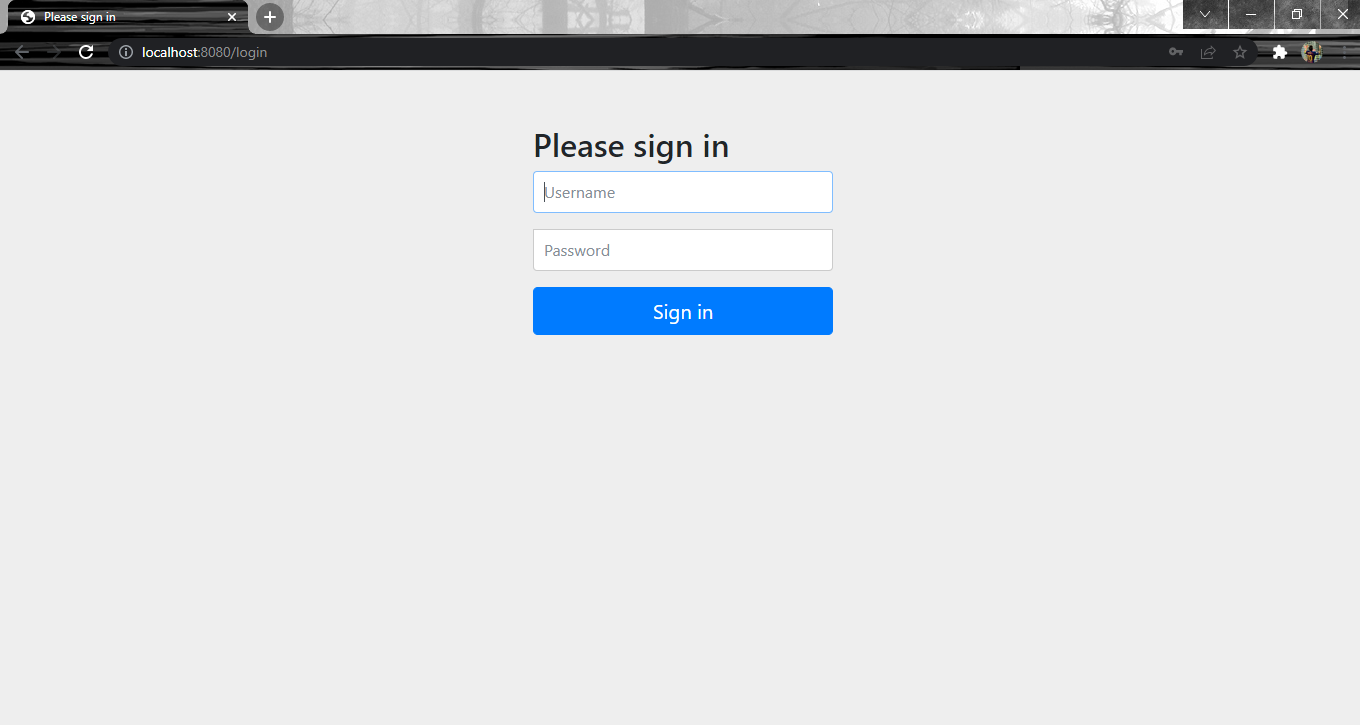 Please sign in
localhost:8080/login
Please sign in
Username
Password
Sign in